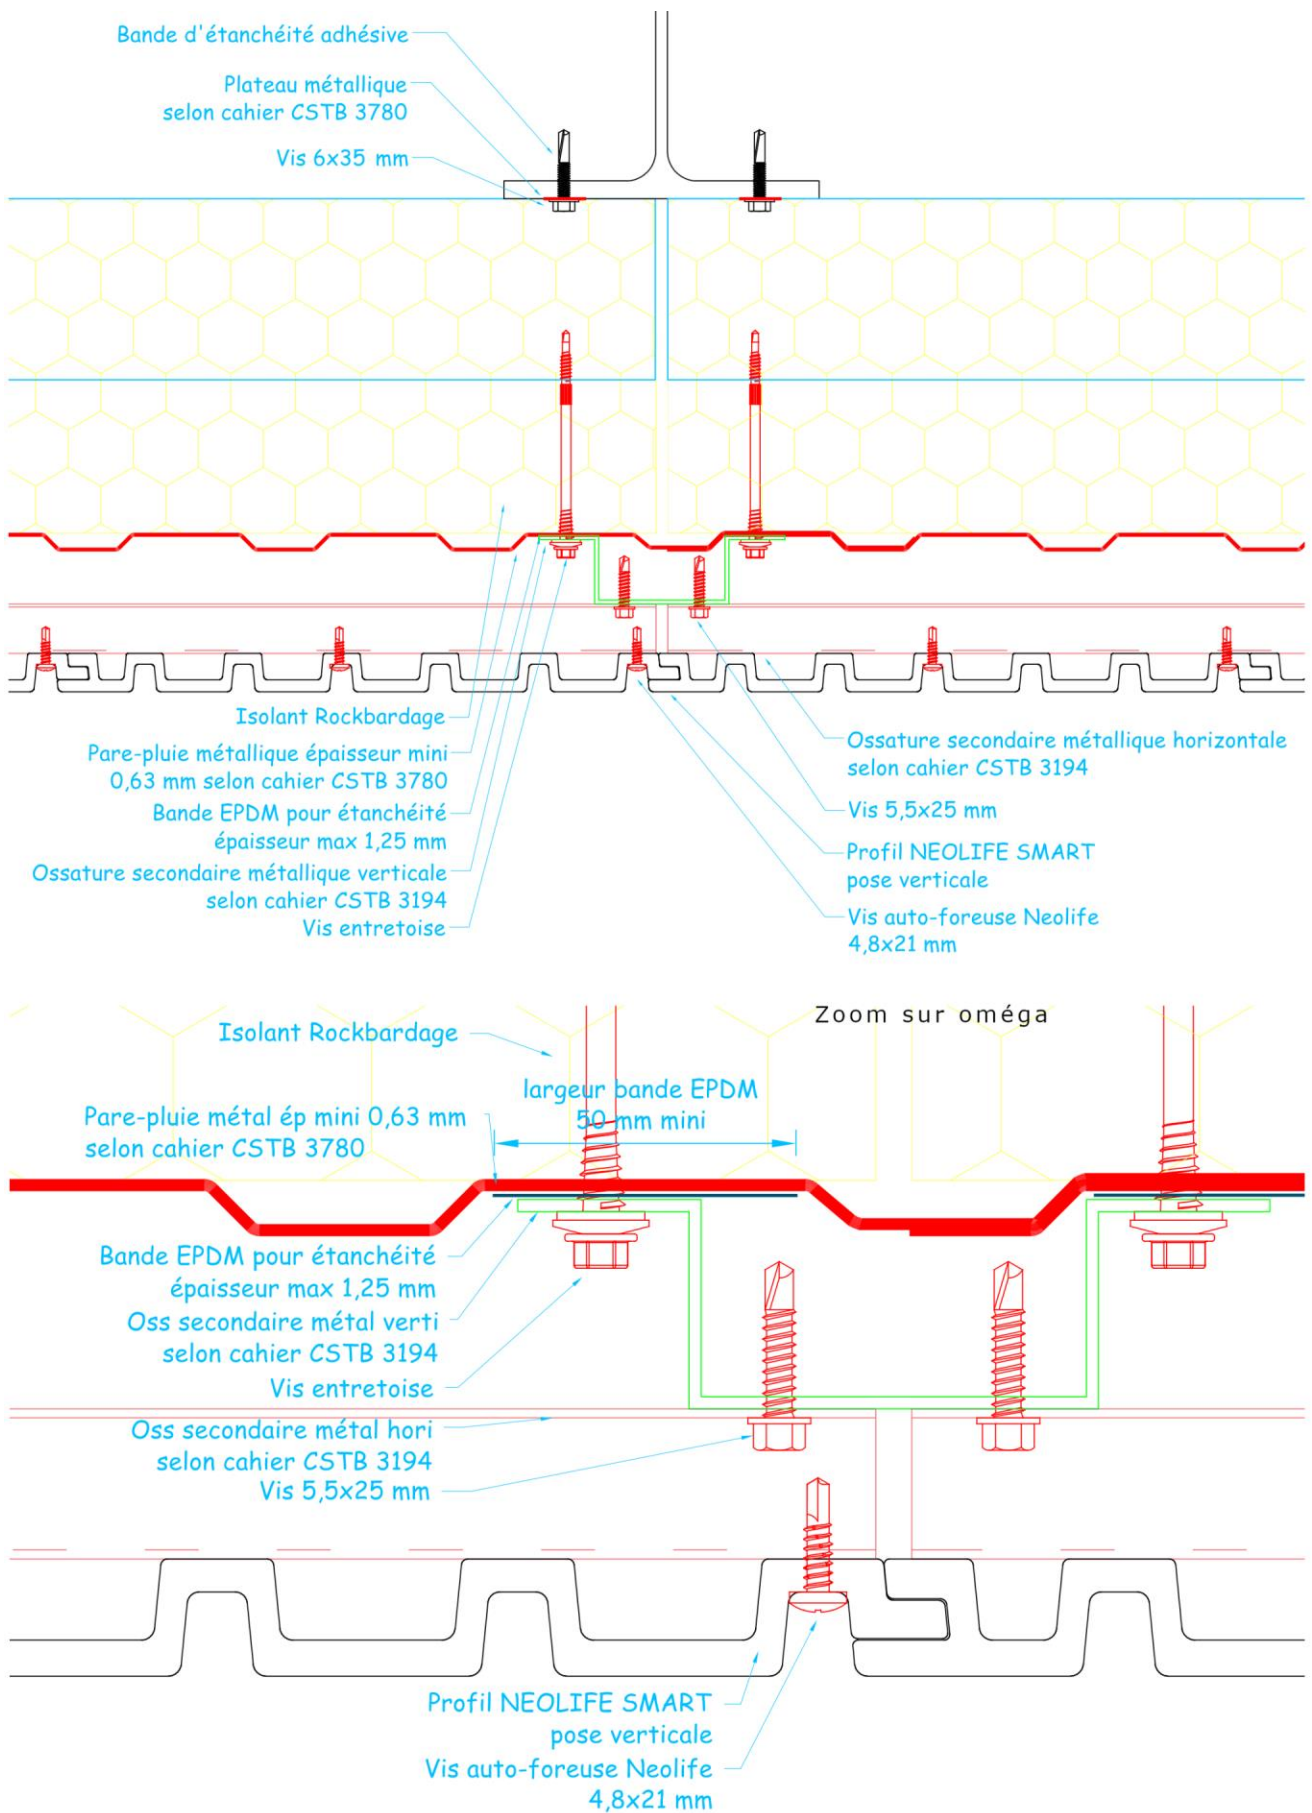 Bande d'étanchéité adhésive
Plateau métallique
selon cahier CSTB 3780
Vis 6x35 mm
Isolant Rockbardage
Pare-pluie métallique épaisseur mini
0,63 mm selon cahier CSTB 3780
Bande EPDM pour étanchéité
épaisseur max 1,25 mm
Ossature secondaire métallique verticale
selon cahier CSTB 3194
Vis entretoise
Ossature secondaire métallique horizontale
selon cahier CSTB 3194
Vis 5,5x25 mm
Profil NEOLIFE SMART
pose verticale
Vis auto-foreuse Neolife
4,8x21 mm
Zoom sur oméga
Isolant Rockbardage
largeur bande EPDM
50 mm mini
Pare-pluie métal ép mini 0,63 mm
selon cahier CSTB 3780
Bande EPDM pour étanchéité
épaisseur max 1,25 mm
Oss secondaire métal verti
selon cahier CSTB 3194
Vis entretoise
Oss secondaire métal hori
selon cahier CSTB 3194
Vis 5,5x25 mm
Profil NEOLIFE SMART
pose verticale
Vis auto-foreuse Neolife
4,8x21 mm